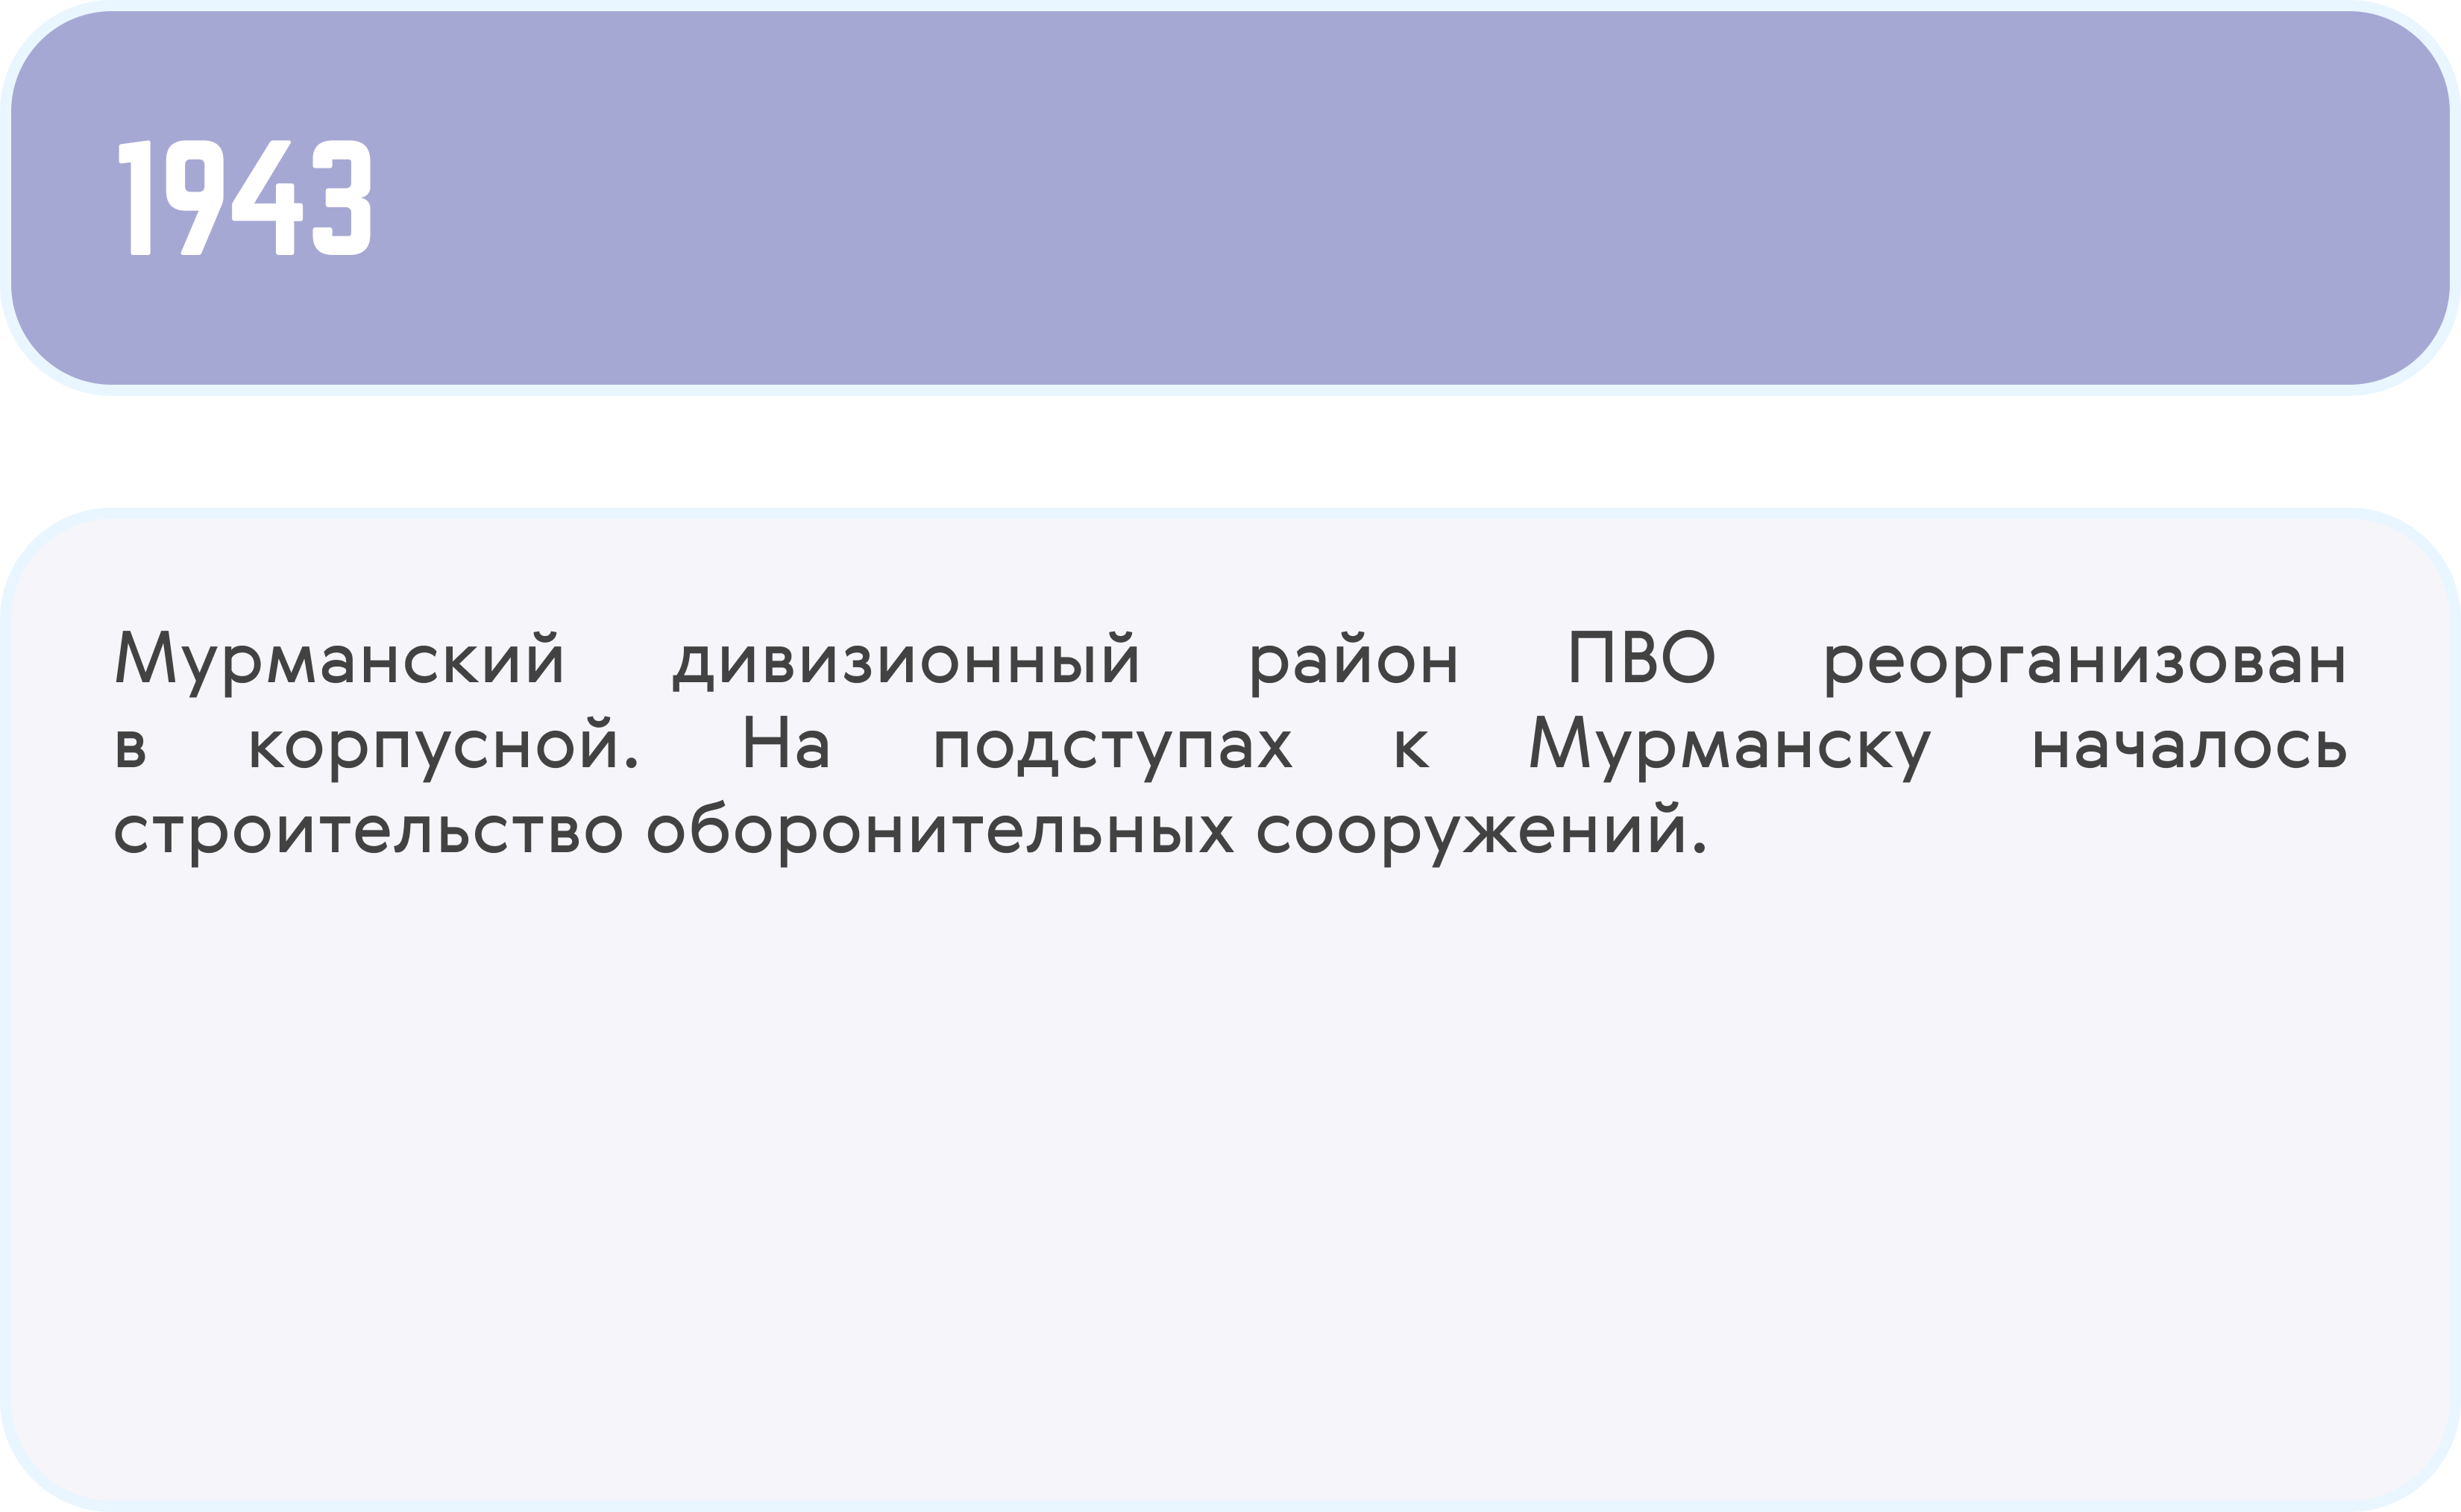 1943
Мурманский дивизионный район ПВО реорганизован
в корпусной. На подступах к Мурманску началось
строительство оборонительных сооружений.